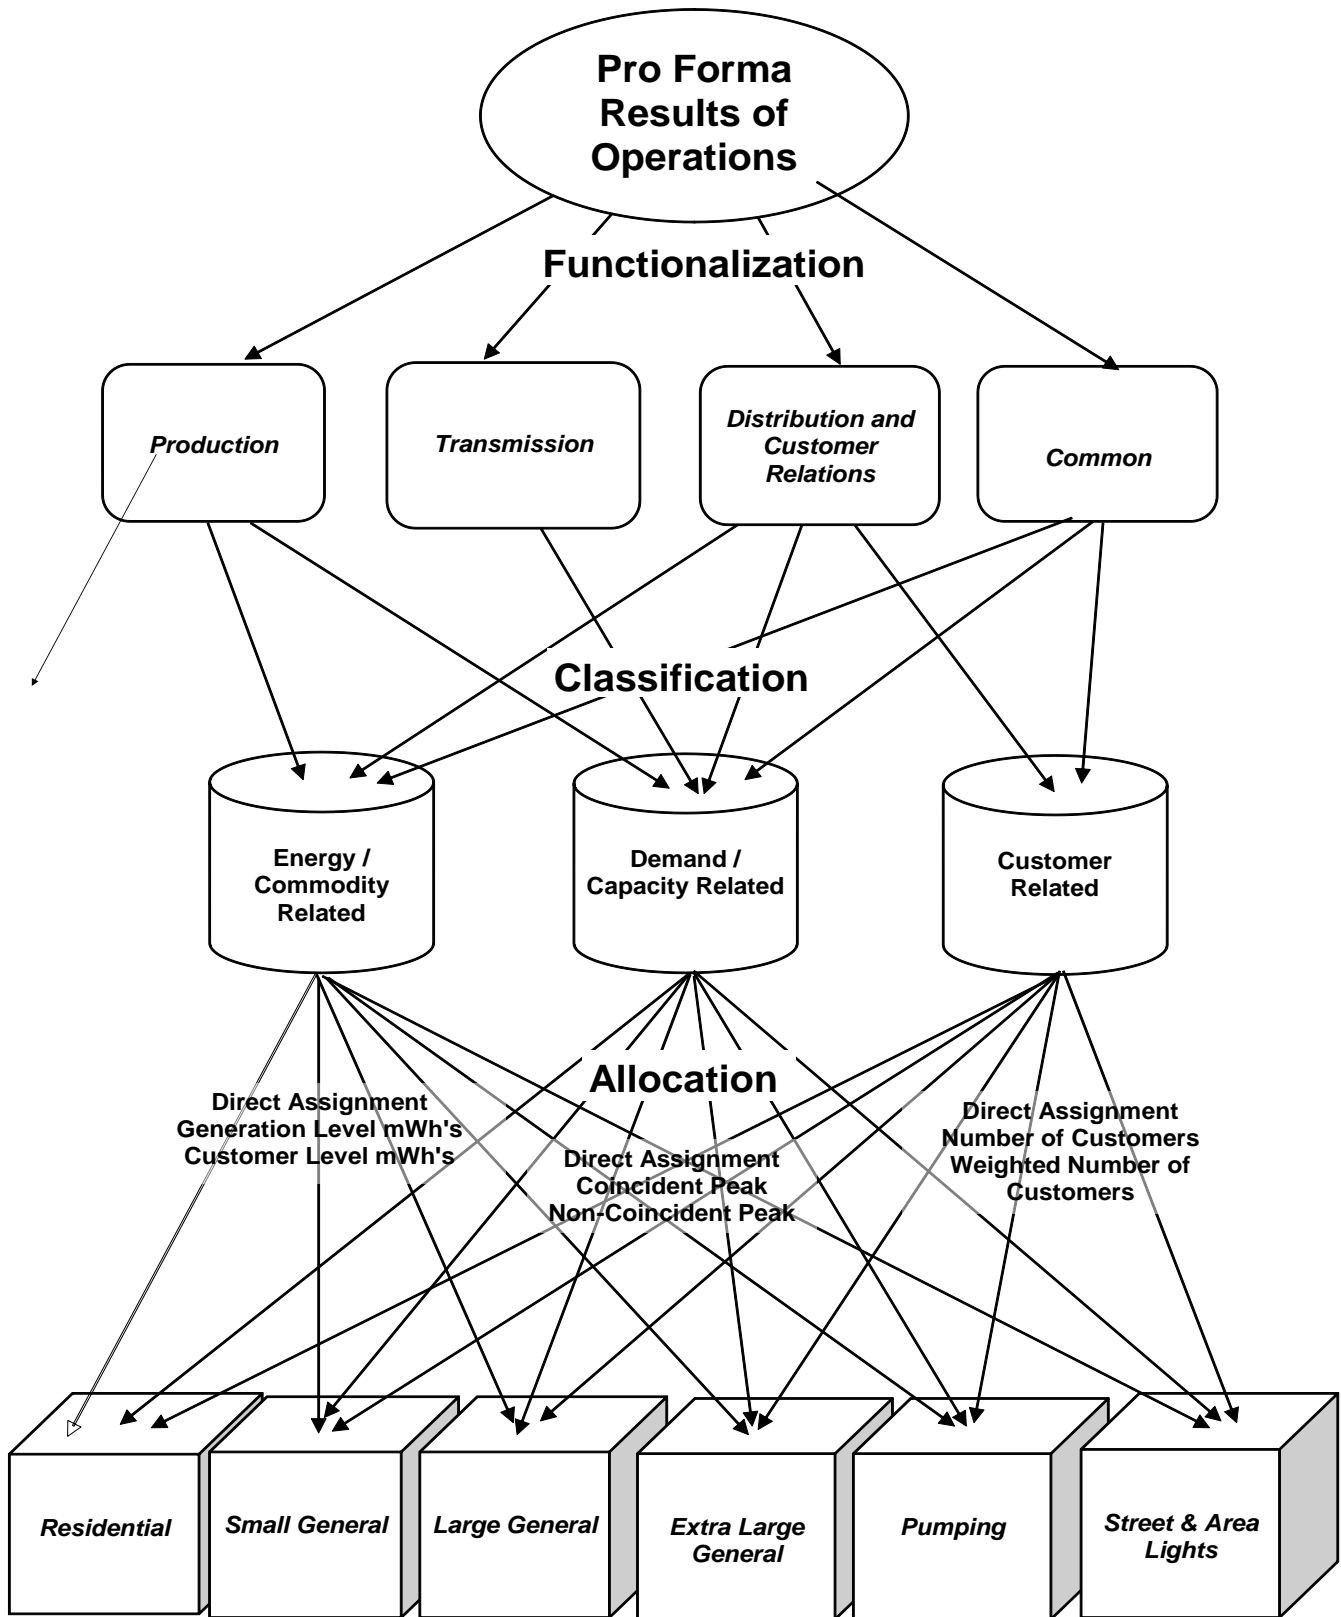 Pro Forma
Results of
Operations
Functionalization
Production
Transmission
Distribution and
Customer
Relations
Common
Classification
Energy /
Commodity
Related
Demand /
Capacity Related
Customer
Related
Allocation
Direct Assignment
Generation Level mWh's
Customer Level mWh's
Direct Assignment
Coincident Peak
Non-Coincident Peak
Direct Assignment
Number of Customers
Weighted Number of
Customers
Residential
Small General
Large General
Extra Large
General
Pumping
Street & Area
Lights